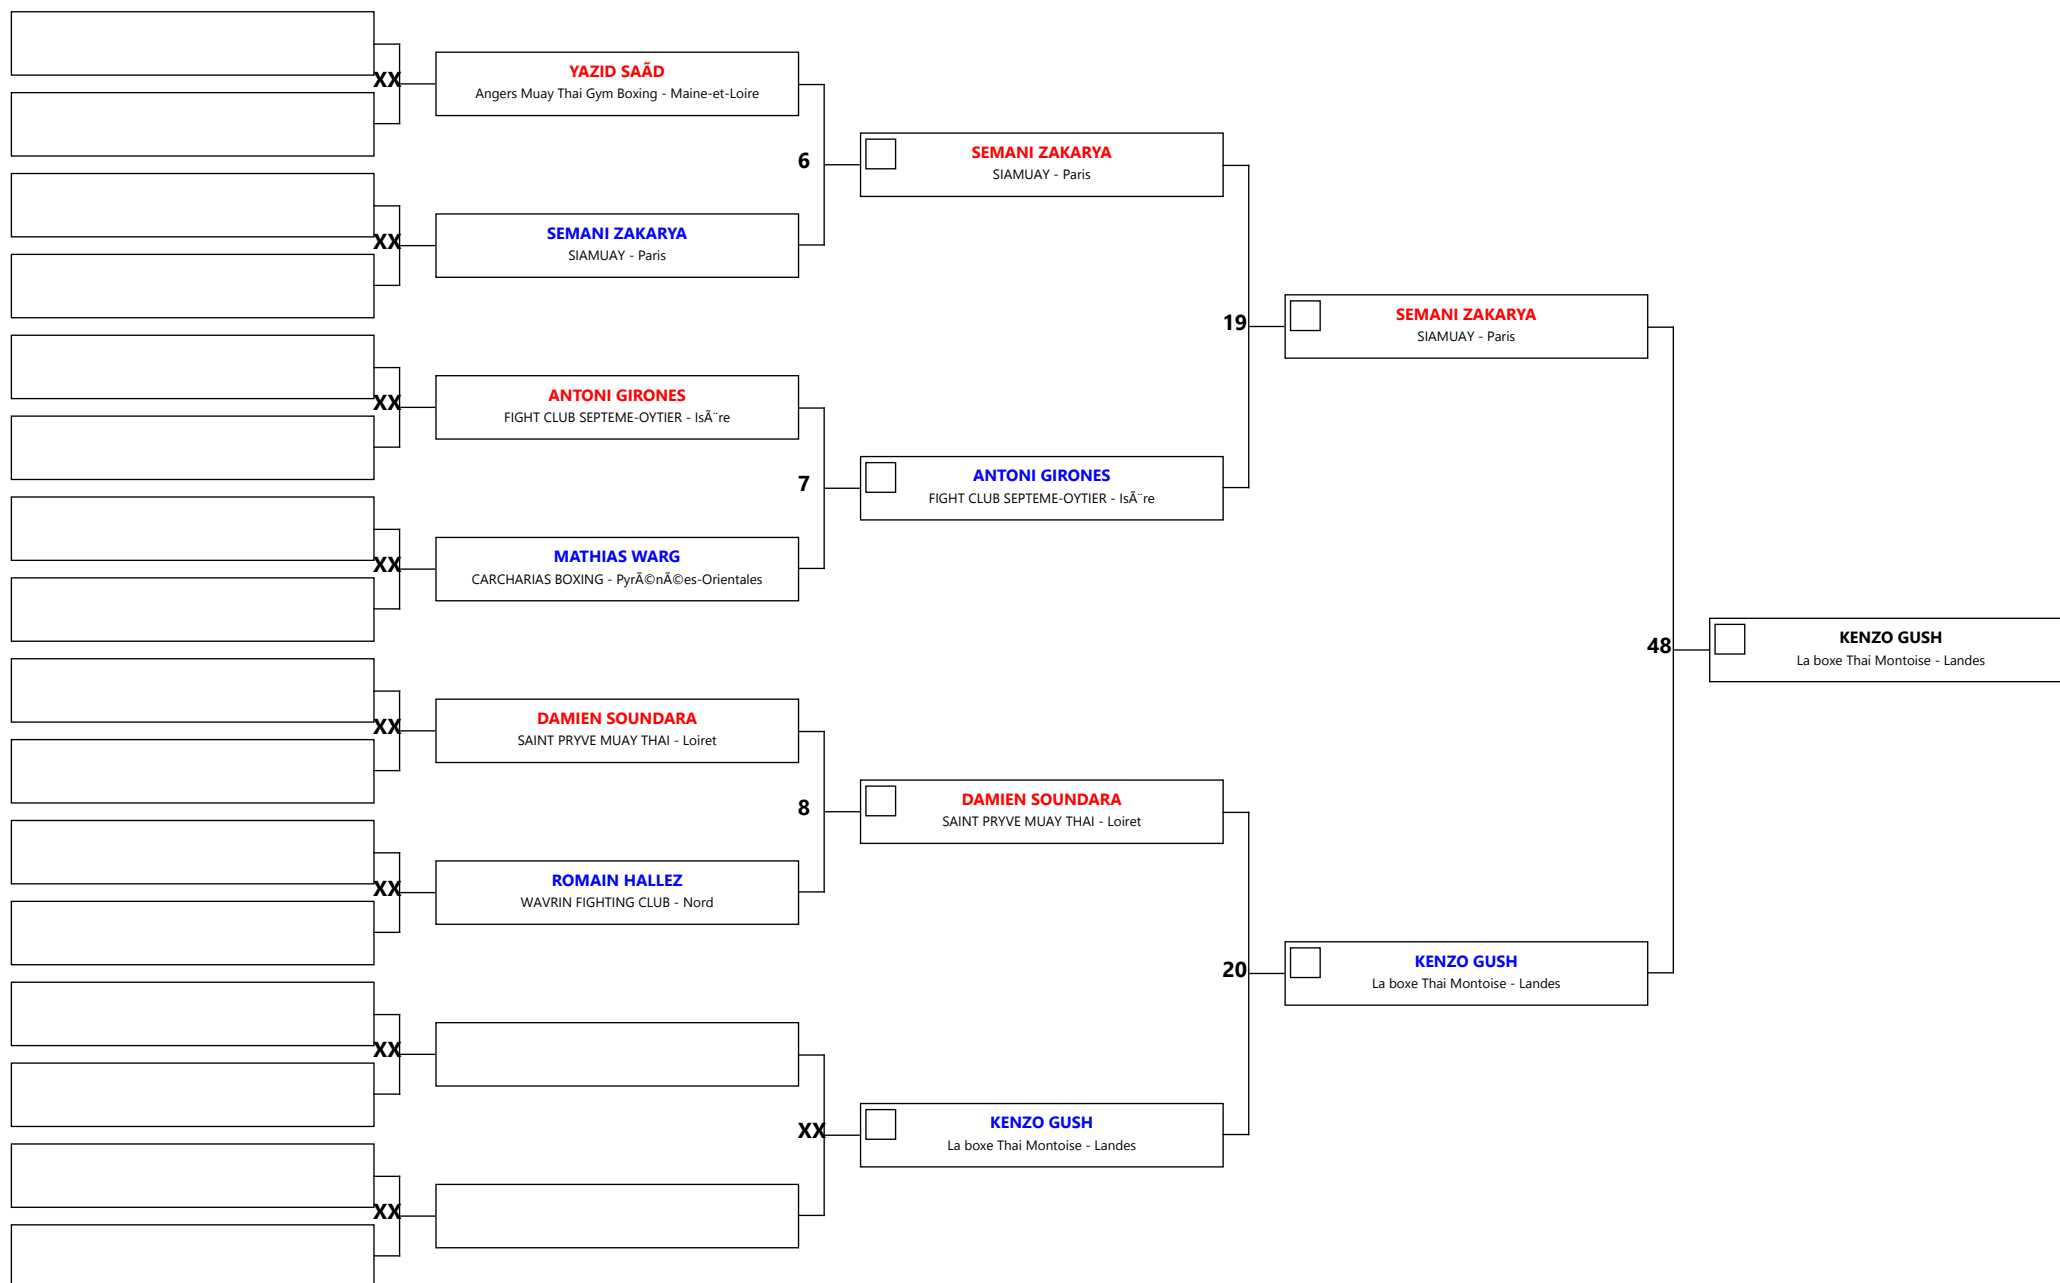 XX
YAZID SAÃD
Angers Muay Thai Gym Boxing - Maine-et-Loire
6
SEMANI ZAKARYA
SIAMUAY - Paris
XX
SEMANI ZAKARYA
SIAMUAY - Paris
19
SEMANI ZAKARYA
SIAMUAY - Paris
XX
ANTONI GIRONES
FIGHT CLUB SEPTEME-OYTIER - IsÃ¨re
7
ANTONI GIRONES
FIGHT CLUB SEPTEME-OYTIER - IsÃ¨re
XX
MATHIAS WARG
CARCHARIAS BOXING - PyrÃ©nÃ©es-Orientales
48
KENZO GUSH
La boxe Thai Montoise - Landes
XX
DAMIEN SOUNDARA
SAINT PRYVE MUAY THAI - Loiret
8
DAMIEN SOUNDARA
SAINT PRYVE MUAY THAI - Loiret
XX
ROMAIN HALLEZ
WAVRIN FIGHTING CLUB - Nord
20
KENZO GUSH
La boxe Thai Montoise - Landes
XX
XX
KENZO GUSH
La boxe Thai Montoise - Landes
XX